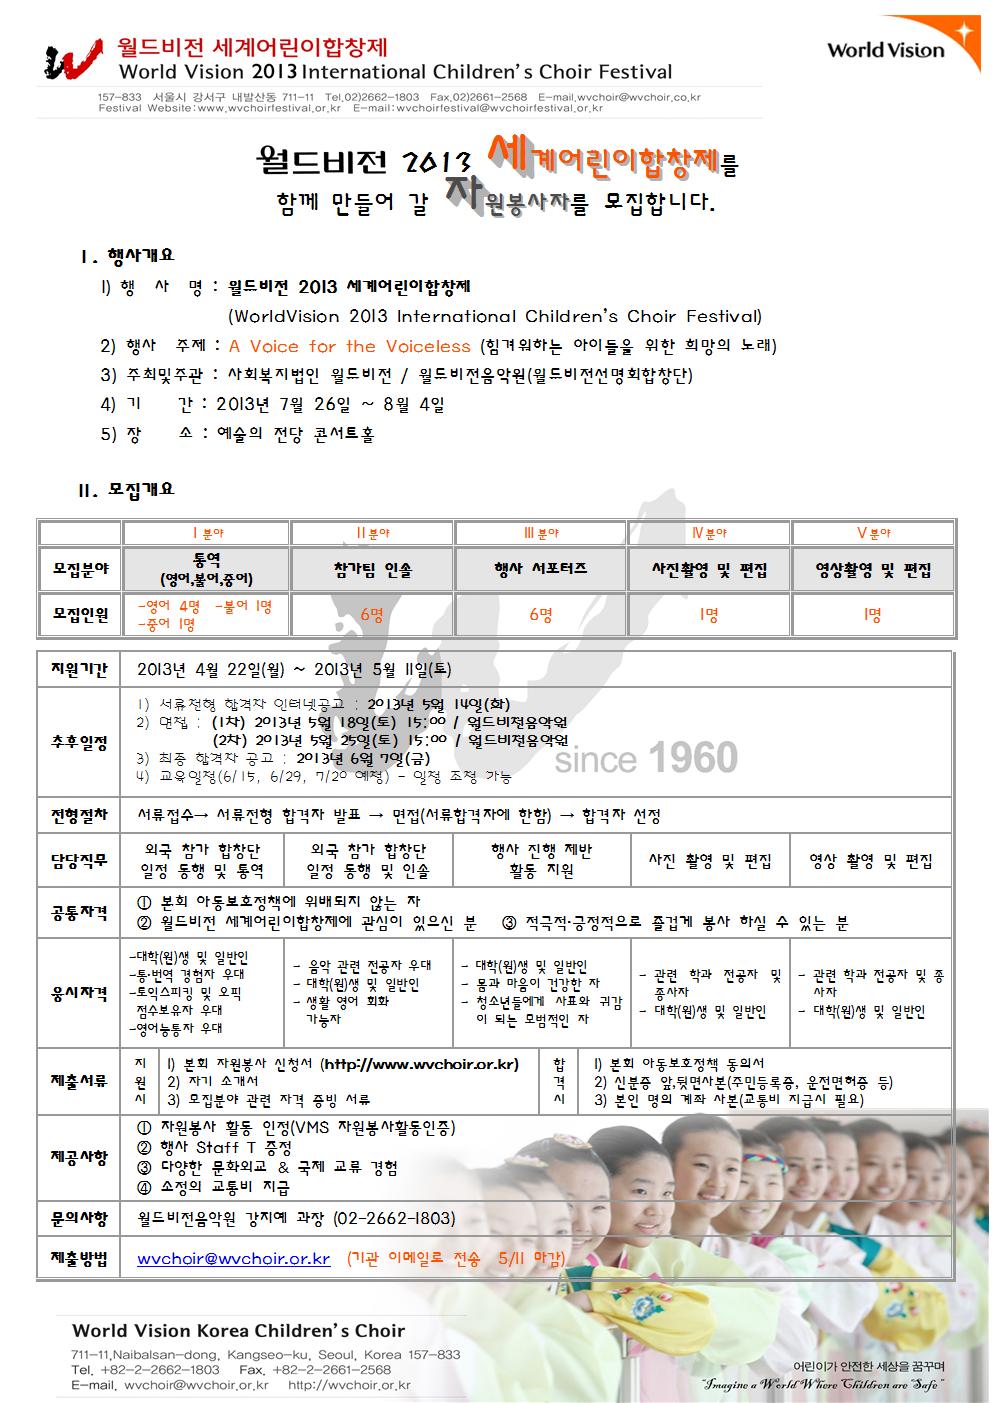 월드비전 세계어린이합창제
World Vision 2013 International Children's Choir Festival
World Vision
157-833 서울시 강서구 내발산동 711-11 Tel.02)2662-1803 Fax.02)2661-2568 E-mail.wvchoir@wvchoir.co.kr
Festival Website:www.wvchoirfestival.or.kr E-mail:wvchoirfestival@wvchoirfestival.or.kr
월드비전 2013 세계어린이합창제를
함께 만들어 갈 자원봉사자를 모집합니다.
I. 행사개요
1) 행 사 명 : 월드비전 2013 세계어린이합창제
(WorldVision 2013 International Children's Choir Festival)
2) 행사 주제 : A Voice for the Voiceless (힘겨워하는 아이들을 위한 희망의 노래)
3) 주최및주관 : 사회복지법인 월드비전 / 월드비전음악원(월드비전선명회합창단)
4) 기 간 : 2013년 7월 26일 ~ 8월 4일
5) 장 소 : 예술의 전당 콘서트홀
II. 모집개요
I 분야 II 분야 III 분야 IV 분야 V 분야
모집분야 통역 (영어,불어,중어) 참가팀 인솔 행사 서포터즈 사진촬영 및 편집 영상촬영 및 편집
모집인원 -영어 4명 -불어 1명 -중어 1명 6명 6명 1명 1명
지원기간 2013년 4월 22일(월) ~ 2013년 5월 11일(토)
추후일정
1) 서류전형 합격자 인터넷공고 : 2013년 5월 14일(화)
2) 면접 : (1차) 2013년 5월 18일(토) 15:00 / 월드비전음악원
(2차) 2013년 5월 25일(토) 15:00 / 월드비전음악원
3) 최종 합격자 공고 : 2013년 6월 7일(금)
4) 교육일정(6/15, 6/29, 7/20 예정) - 일정 조정 가능
since 1960
전형절차 서류접수→ 서류전형 합격자 발표 → 면접(서류합격자에 한함) → 합격자 선정
담당직무
외국 참가 합창단
일정 동행 및 통역
외국 참가 합창단
일정 동행 및 인솔
행사 진행 제반
활동 지원
사진 촬영 및 편집
영상 촬영 및 편집
공통자격
① 본회 아동보호정책에 위배되지 않는 자
② 월드비전 세계어린이합창제에 관심이 있으신 분 ③ 적극적·긍정적으로 즐겁게 봉사 하실 수 있는 분
응시자격
-대학(원)생 및 일반인
-통·번역 경험자 우대
-토익스피킹 및 오픽
점수보유자 우대
-영어능통자 우대
- 음악 관련 전공자 우대
- 대학(원)생 및 일반인
- 생활 영어 회화
가능자
- 대학(원)생 및 일반인
- 몸과 마음이 건강한 자
- 청소년들에게 사표와 귀감
이 되는 모범적인 자
- 관련 학과 전공자 및
종사자
- 대학(원)생 및 일반인
- 관련 학과 전공자 및 종
사자
- 대학(원)생 및 일반인
제출서류
지원시
1) 본회 자원봉사 신청서 (http://www.wvchoir.or.kr)
2) 자기 소개서
3) 모집분야 관련 자격 증빙 서류
합격시
1) 본회 아동보호정책 동의서
2) 신분증 앞,뒷면사본(주민등록증, 운전면허증 등)
3) 본인 명의 계좌 사본(교통비 지급시 필요)
제공사항
① 자원봉사 활동 인정(VMS 자원봉사활동인증)
② 행사 Staff T 증정
③ 다양한 문화외교 & 국제 교류 경험
④ 소정의 교통비 지급
문의사항 월드비전음악원 강지예 과장 (02-2662-1803)
제출방법 wvchoir@wvchoir.or.kr (기관 이메일로 전송 5/11 마감)
World Vision Korea Children's Choir
711-11,Naibalsan-dong, Kangseo-ku, Seoul, Korea 157-833
Tel. +82-2-2662-1803 Fax. +82-2-2661-2568
E-mail. wvchoir@wvchoir.or.kr http://wvchoir.or.kr
어린이가 안전한 세상을 꿈꾸며
"Imagine a World Where Children are Safe"